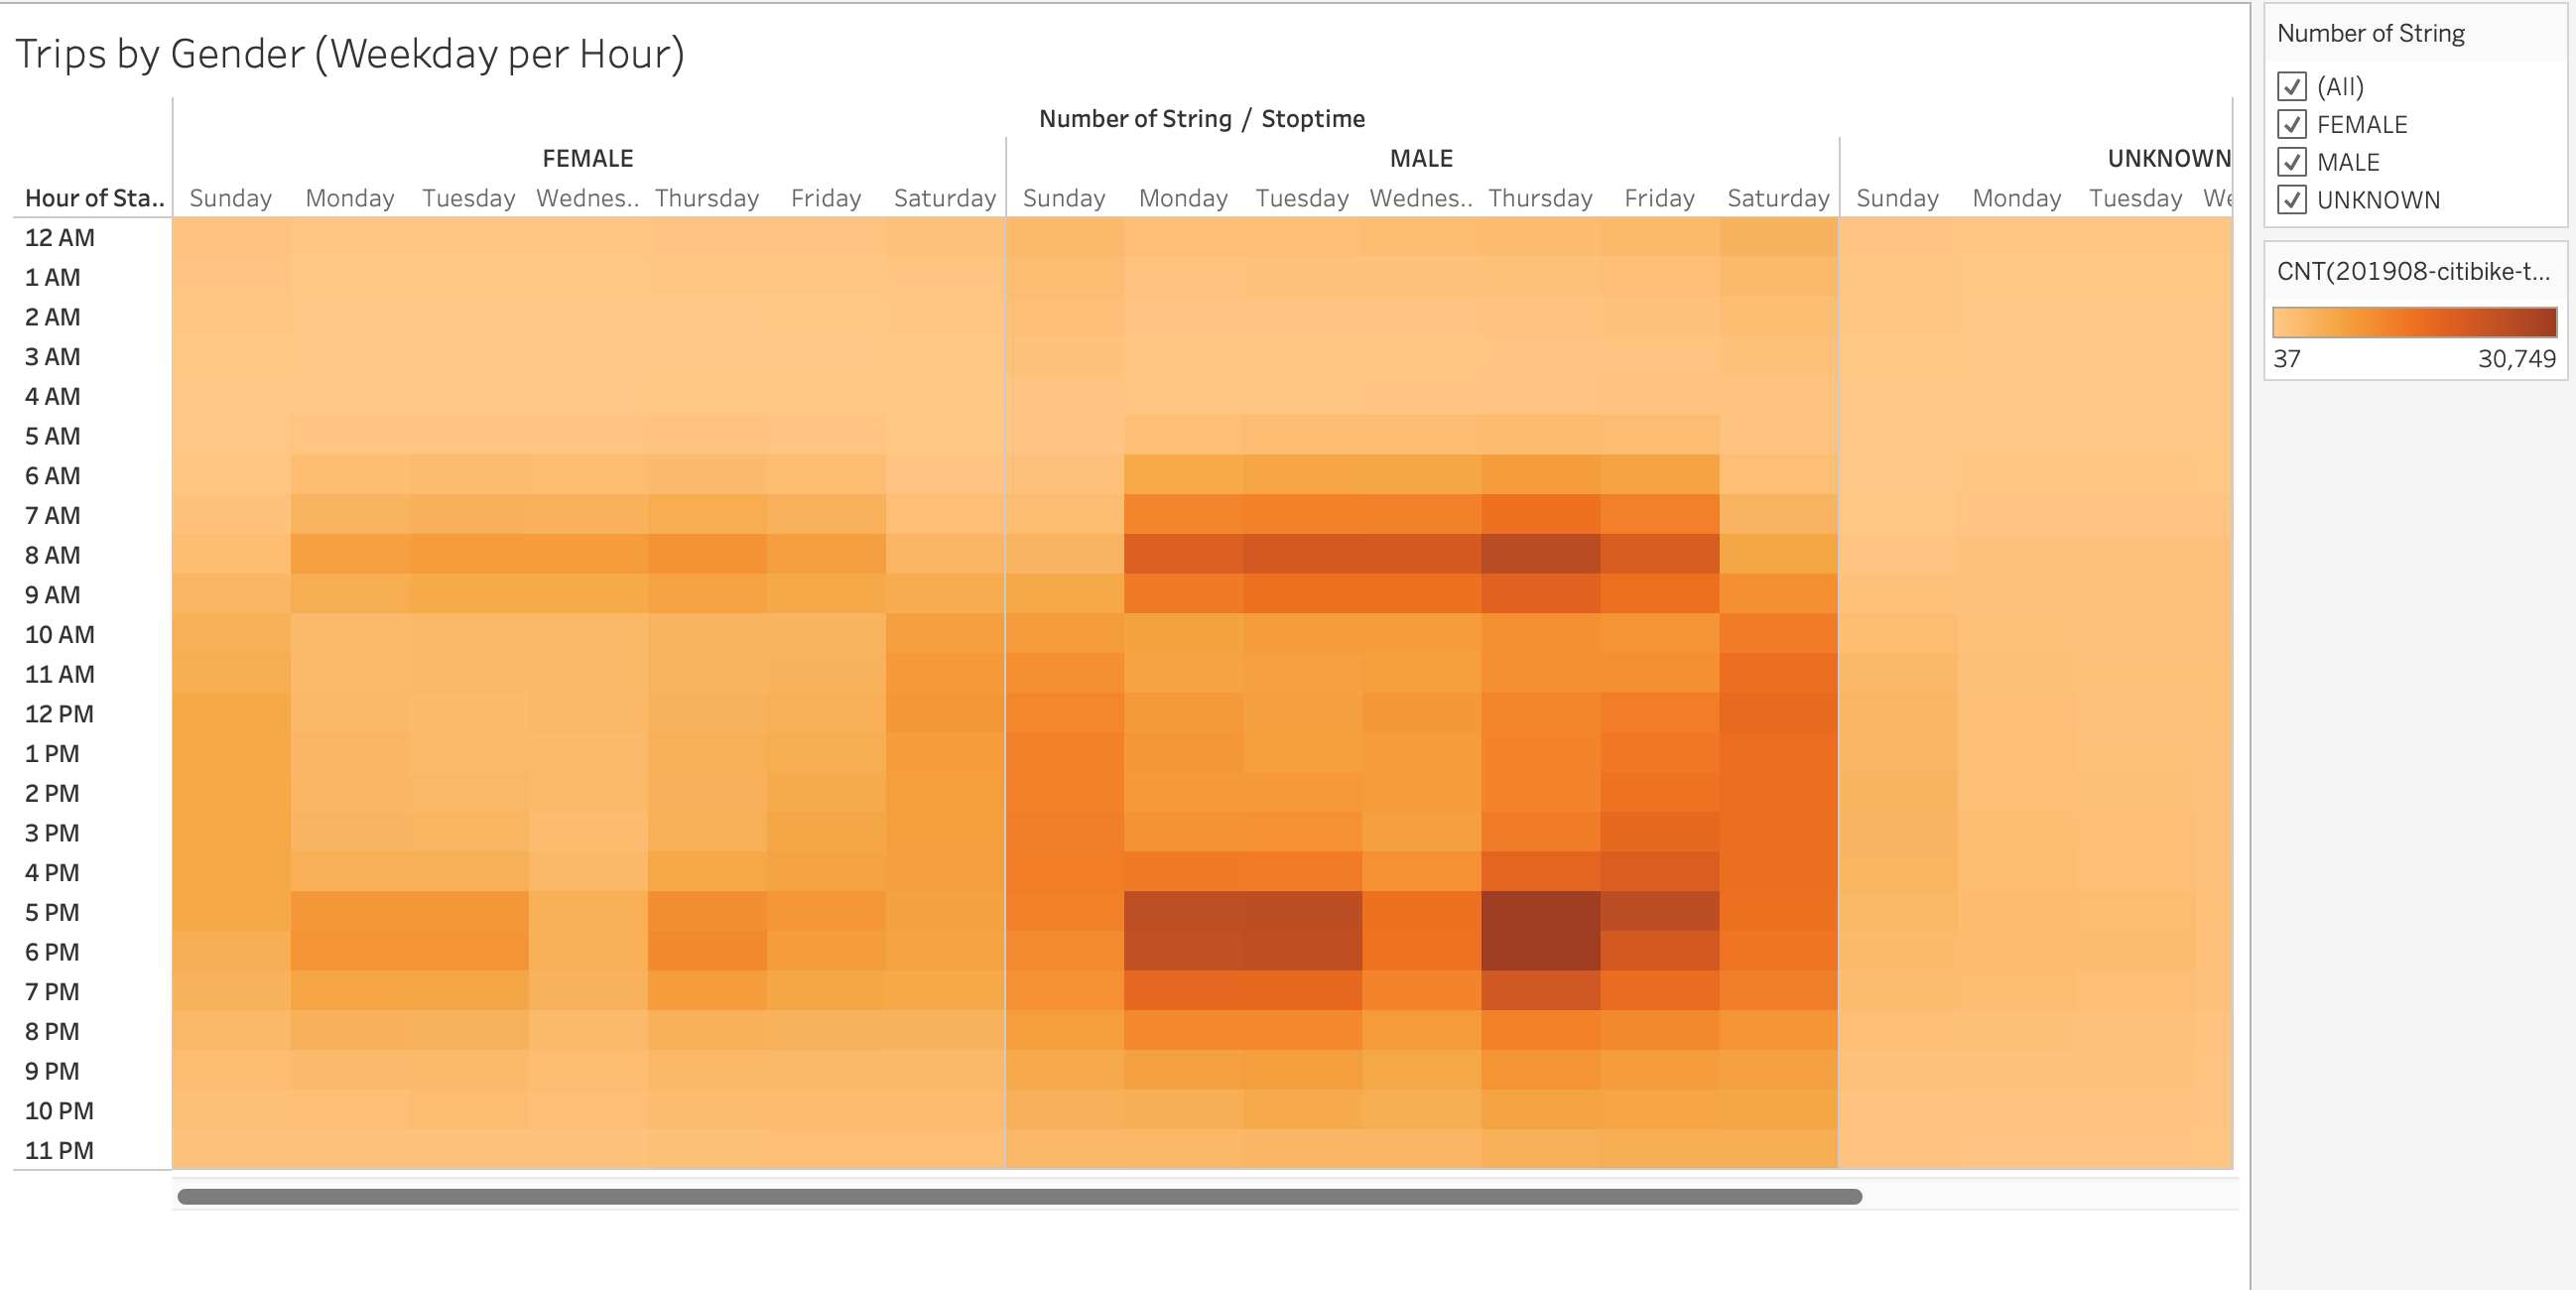 Trips by Gender (Weekday per Hour)
Number of String / Stoptime
FEMALE MALE UNKNOWN
Hour of Sta.. Sunday Monday Tuesday Wednes.. Thursday Friday Saturday Sunday Monday Tuesday Wednes.. Thursday Friday Saturday Sunday Monday Tuesday We
12 AM
1 AM
2 AM
3 AM
4 AM
5 AM
6 AM
7 AM
8 AM
9 AM
10 AM
11 AM
12 PM
1 PM
2 PM
3 PM
4 PM
5 PM
6 PM
7 PM
8 PM
9 PM
10 PM
11 PM
Number of String
(All)
FEMALE
MALE
UNKNOWN
CNT(201908-citibike-t...
37 30,749